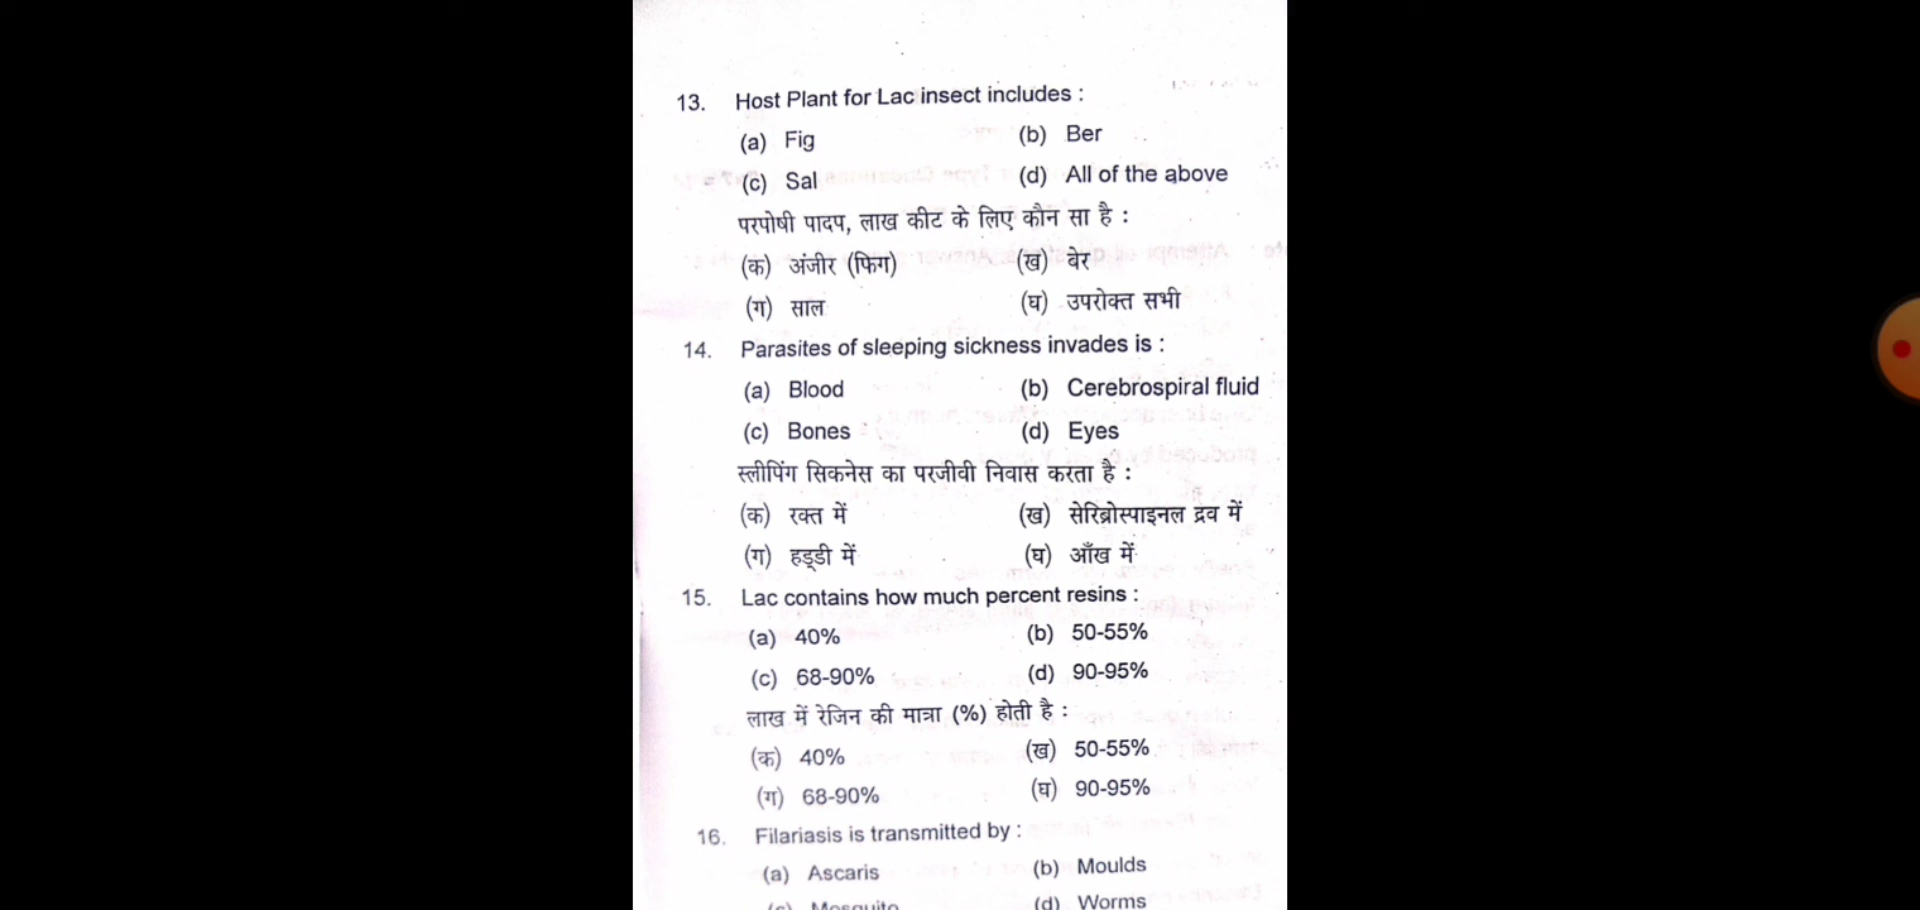 13. Host Plant for Lac insect includes :
(a) Fig (b) Ber
(c) Sal (d) All of the above
परपोषी पादप, लाख कीट के लिए कौन सा है :
(क) अंजीर (फिग) (ख) बेर
(ग) साल (घ) उपरोक्त सभी
14. Parasites of sleeping sickness invades is :
(a) Blood (b) Cerebrospiral fluid
(c) Bones (d) Eyes
स्लीपिंग सिकनेस का परजीवी निवास करता है :
(क) रक्त में (ख) सेरिब्रोस्पाइनल द्रव में
(ग) हड्डी में (घ) आँख में
15. Lac contains how much percent resins :
(a) 40% (b) 50-55%
(c) 68-90% (d) 90-95%
लाख में रेजिन की मात्रा (%) होती है :
(क) 40% (ख) 50-55%
(ग) 68-90% (घ) 90-95%
16. Filariasis is transmitted by :
(a) Ascaris (b) Moulds
(c) Mosquito (d) Worms